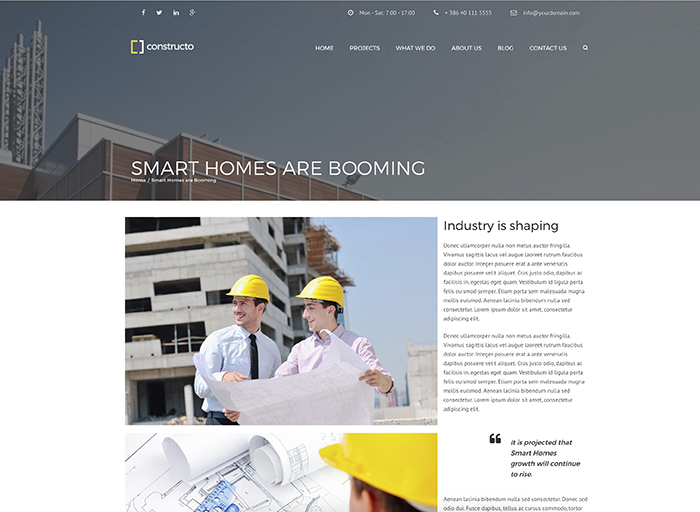 Mon - Sat: 7:00 - 17:00
+ 380 40 111 5555
info@yourdomain.com
constructo
HOME PROJECTS WHAT WE DO ABOUT US BLOG CONTACT US
SMART HOMES ARE BOOMING
Home / Smart Homes are Booming
Industry is shaping
Donec ullamcorper nulla non metus auctor fringilla.
Vivamus sagittis lacus vel augue laoreet rutrum faucibus
dolor auctor. Integer posuere erat a ante venenatis
dapibus posuere velit aliquet. Cras justo odio, dapibus ac
facilisis in, egestas eget quam. Vestibulum id ligula porta
felis euismod semper. Etiam porta sem malesuada magna
mollis euismod. Aenean lacinia bibendum nulla sed
consectetur. Lorem ipsum dolor sit amet, consectetur
adipiscing elit.
Donec ullamcorper nulla non metus auctor fringilla.
Vivamus sagittis lacus vel augue laoreet rutrum faucibus
dolor auctor. Integer posuere erat a ante venenatis
dapibus posuere velit aliquet. Cras justo odio, dapibus ac
facilisis in, egestas eget quam. Vestibulum id ligula porta
felis euismod semper. Aenean lacinia bibendum nulla sed
consectetur. Lorem ipsum dolor sit amet, consectetur
adipiscing elit.
it is projected that
Smart Homes
growth will continue
to rise.
Aenean lacinia bibendum nulla sed consectetur. Donec sed odio
dui. Fusce dapibus, tellus ac cursus commodo, tortor